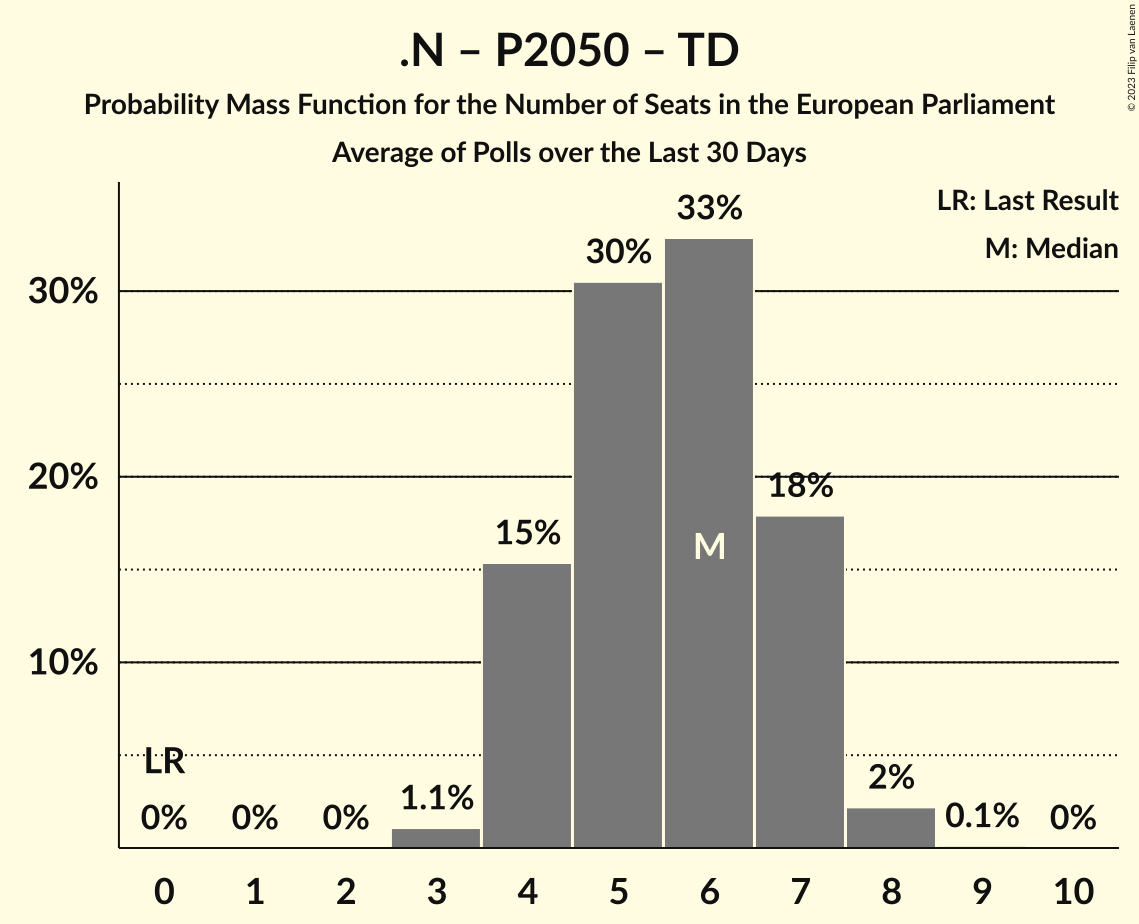 .N – P2050 – TD
Probability Mass Function for the Number of Seats in the European Parliament
Average of Polls over the Last 30 Days
© 2023 Filip van Laenen
LR: Last Result
M: Median
33%
30%
30%
20%
18%
15%
M
10%
LR
2%
1.1%
0% 0% 0% 0.1% 0%
0 1 2 3 4 5 6 7 8 9 10